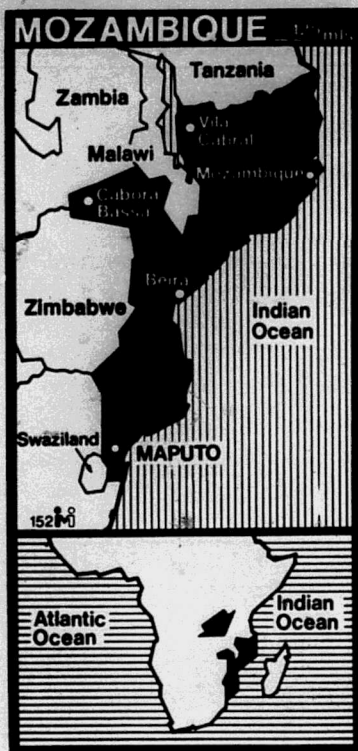 MOZAMBIQUE
Tanzania
Zambia
Vila
Cabral
Malawi
Mozambique
Cabora
Bassa
Beira
Zimbabwe
Indian
Ocean
Swaziland
MAPUTO
152
Atlantic
Ocean
Indian
Ocean